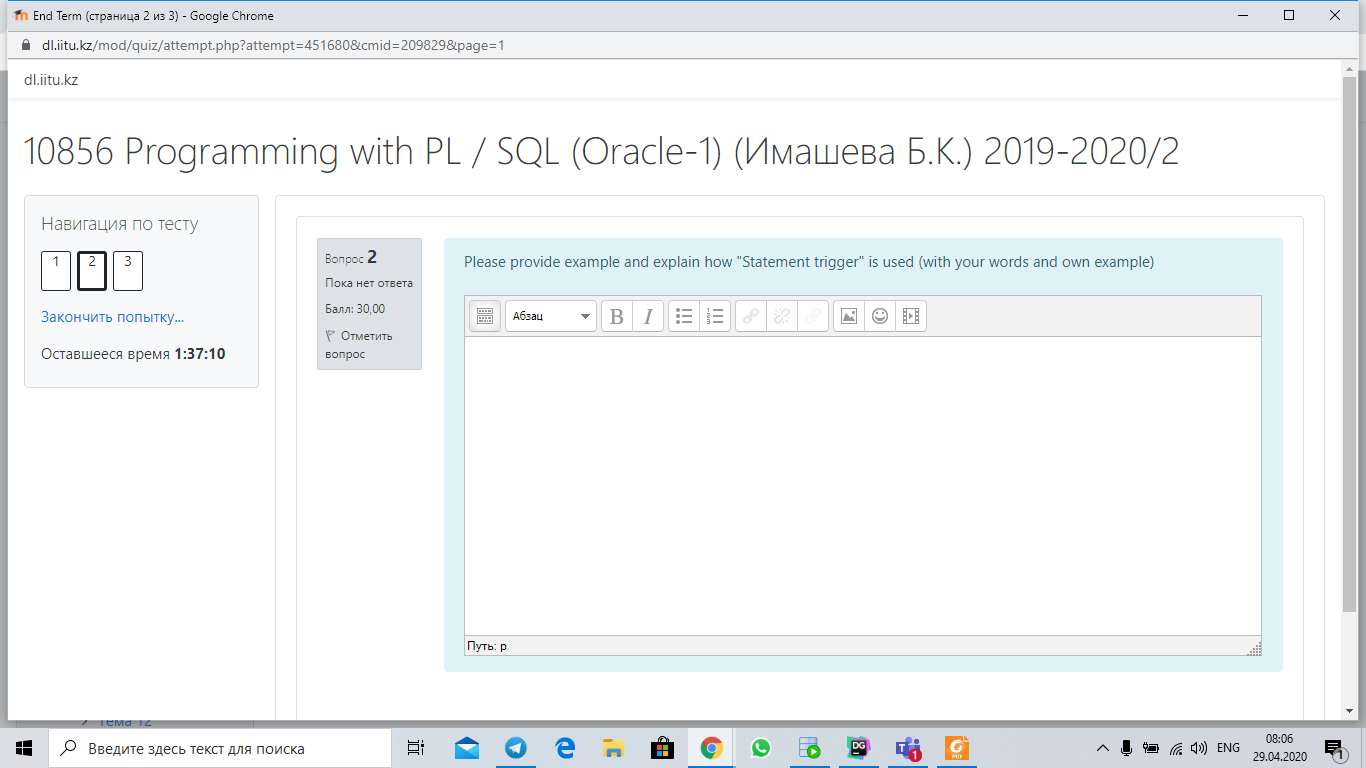 End Term (страница 2 из 3) - Google Chrome
dl.iitu.kz/mod/quiz/attempt.php?attempt=451680&cmid=209829&page=1
dl.iitu.kz
10856 Programming with PL / SQL (Oracle-1) (Имашева Б.К.) 2019-2020/2
Навигация по тесту
1 2 3
Закончить попытку...
Оставшееся время 1:37:10
Вопрос 2
Пока нет ответа
Балл: 30,00
Отметить
вопрос
Please provide example and explain how "Statement trigger" is used (with your words and own example)
Абзац
B I
Путь: p
Тема 12
Введите здесь текст для поиска
DG
1
PDF
ENG
08:06
29.04.2020
1